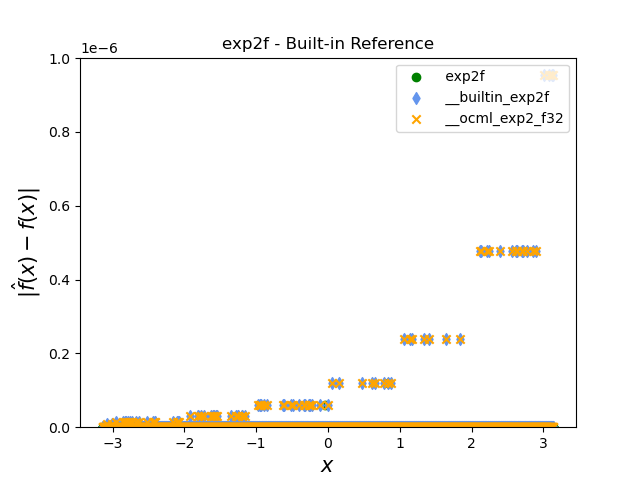 exp2f - Built-in Reference
1e−6
1.0
0.8
0.6
0.4
0.2
0.0
|f̂(x) − f(x)|
exp2f
__builtin_exp2f
__ocml_exp2_f32
−3 −2 −1 0 1 2 3
x